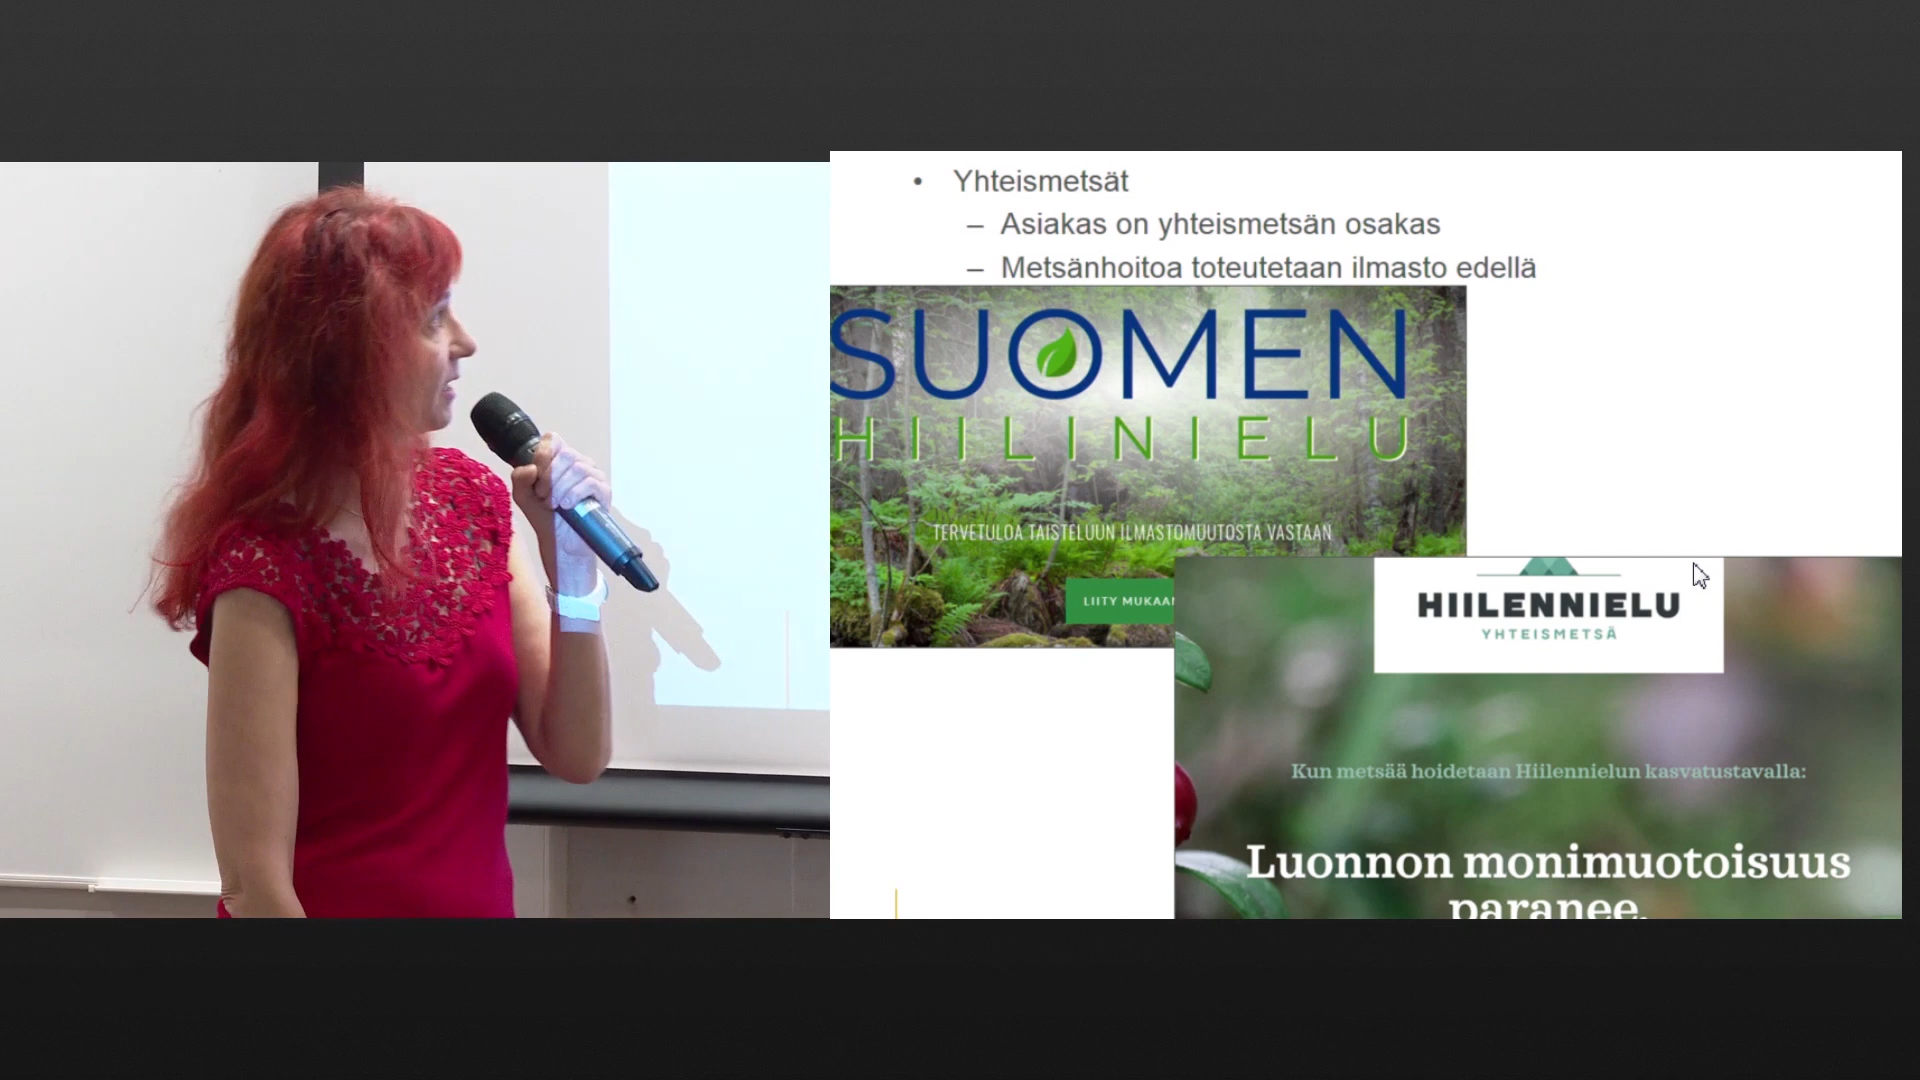 • Yhteismetsät
– Asiakas on yhteismetsän osakas
– Metsänhoitoa toteutetaan ilmasto edellä
SUOMEN
HIILINIELU
TERVETULOA TAISTELUUN ILMASTOMUUTOSTA VASTAAN
LIITY MUKAAN
HIILENNIELU
YHTEISMETSÄ
Kun metsää hoidetaan Hiilennielun kasvatustavalla:
Luonnon monimuotoisuus
paranee.